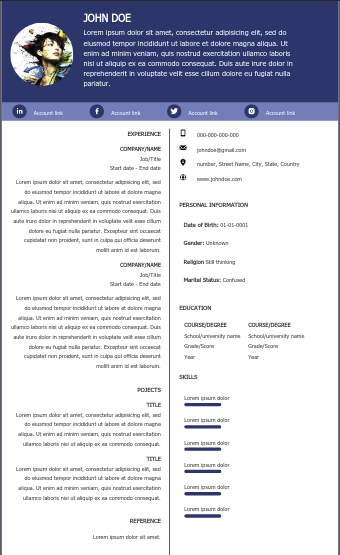 JOHN DOE
Lorem ipsum dolor sit amet, consectetur adipiscing elit, sed do
eiusmod tempor incididunt ut labore et dolore magna aliqua. Ut
enim ad minim veniam, quis nostrud exercitation ullamco laboris
nisi ut aliquip ex ea commodo consequat. Duis aute irure dolor in
reprehenderit in voluptate velit esse cillum dolore eu fugiat nulla
pariatur.
Account link
Account link
Account link
Account link
EXPERIENCE
COMPANY/NAME
Job/Title
Start date - End date
Lorem ipsum dolor sit amet, consectetur adipiscing elit, sed
do eiusmod tempor incididunt ut labore et dolore magna
aliqua. Ut enim ad minim veniam, quis nostrud exercitation
ullamco laboris nisi ut aliquip ex ea commodo consequat. Duis
aute irure dolor in reprehenderit in voluptate velit esse cillum
dolore eu fugiat nulla pariatur. Excepteur sint occaecat
cupidatat non proident, sunt in culpa qui officia deserunt
mollit anim id est laborum.
COMPANY/NAME
Job/Title
Start date - End date
Lorem ipsum dolor sit amet, consectetur adipiscing elit, sed
do eiusmod tempor incididunt ut labore et dolore magna
aliqua. Ut enim ad minim veniam, quis nostrud exercitation
ullamco laboris nisi ut aliquip ex ea commodo consequat. Duis
aute irure dolor in reprehenderit in voluptate velit esse cillum
dolore eu fugiat nulla pariatur. Excepteur sint occaecat
cupidatat non proident, sunt in culpa qui officia deserunt
mollit anim id est laborum.
POJECTS
TITLE
Lorem ipsum dolor sit amet, consectetur adipiscing elit, sed
do eiusmod tempor incididunt ut labore et dolore magna
aliqua. Ut enim ad minim veniam, quis nostrud exercitation
ullamco laboris nisi ut aliquip ex ea commodo consequat.
TITLE
Lorem ipsum dolor sit amet, consectetur adipiscing elit, sed
do eiusmod tempor incididunt ut labore et dolore magna
aliqua. Ut enim ad minim veniam, quis nostrud exercitation
ullamco laboris nisi ut aliquip ex ea commodo consequat.
REFERENCE
Lorem ipsum dolor sit amet.
000-000-000-000
johndoe@gmail.com
number, Street Name, City, State, Country
www.johndoe.com
PERSONAL INFORMATION
Date of Birth: 01-01-0001
Gender: Unknown
Religion Still thinking
Marital Status: Confused
EDUCATION
COURSE/DEGREE COURSE/DEGREE
School/university name School/university name
Grade/Score Grade/Score
Year Year
SKILLS
Lorem ipsum dolor
Lorem ipsum dolor
Lorem ipsum dolor
Lorem ipsum dolor
Lorem ipsum dolor
Lorem ipsum dolor